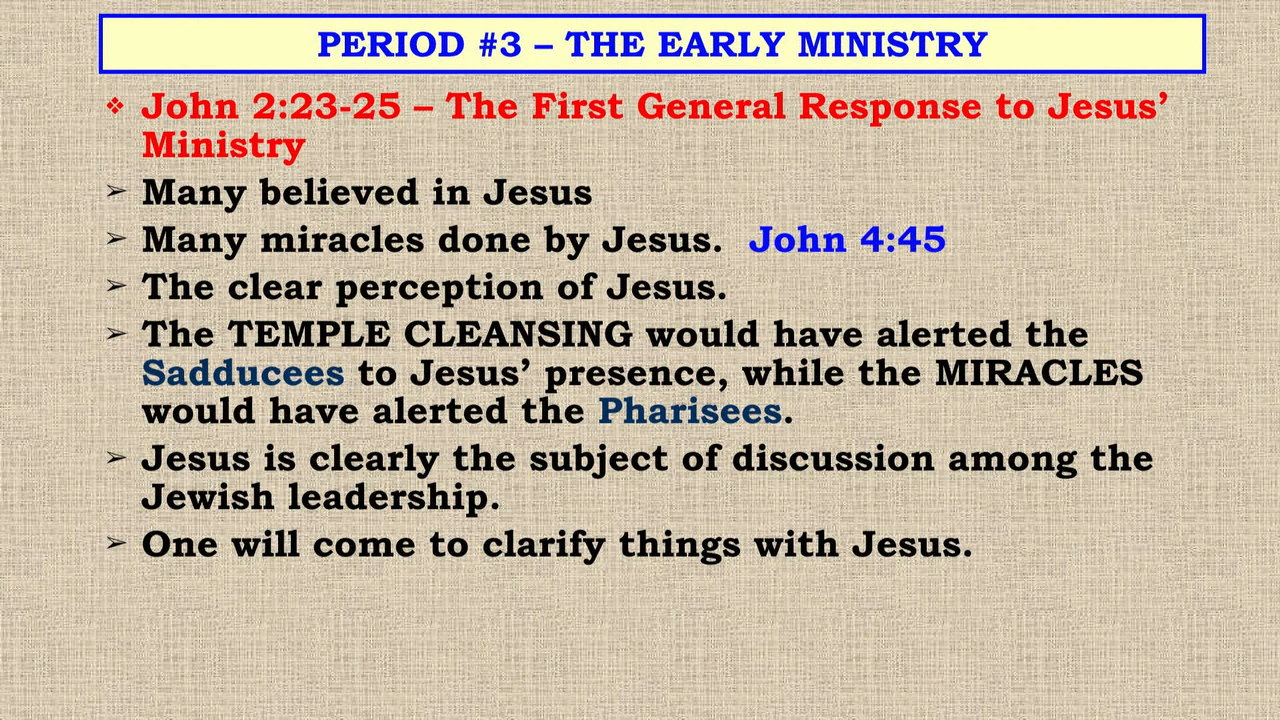 PERIOD #3 – THE EARLY MINISTRY
❖ John 2:23-25 – The First General Response to Jesus’
Ministry
➢ Many believed in Jesus
➢ Many miracles done by Jesus.  John 4:45
➢ The clear perception of Jesus.
➢ The TEMPLE CLEANSING would have alerted the
Sadducees to Jesus’ presence, while the MIRACLES
would have alerted the Pharisees.
➢ Jesus is clearly the subject of discussion among the
Jewish leadership.
➢ One will come to clarify things with Jesus.